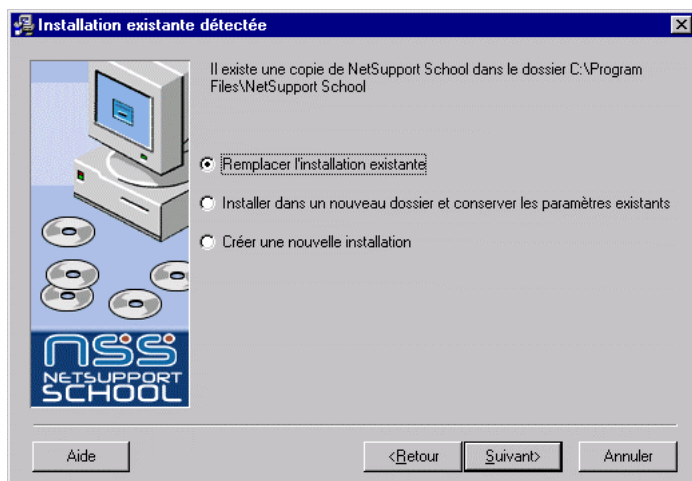 Installation existante détectée
Il existe une copie de NetSupport School dans le dossier C:\Program
Files\NetSupport School
Remplacer l'installation existante
Installer dans un nouveau dossier et conserver les paramètres existants
Créer une nouvelle installation
nss
NETSUPPORT
SCHOOL
Aide
<Retour
Suivant>
Annuler